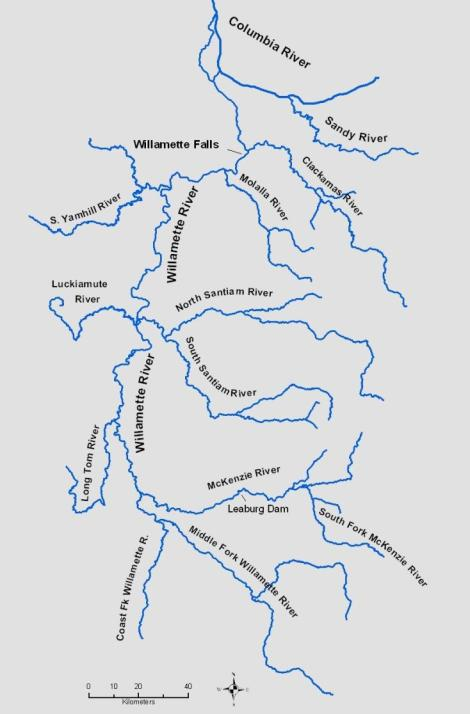 Columbia River
Sandy River
Willamette Falls
Clackamas River
Molalla River
S. Yamhill River
Willamette River
Luckiamute
River
North Santiam River
South Santiam River
Willamette River
Long Tom River
McKenzie River
Leaburg Dam
South Fork McKenzie River
Middle Fork Willamette River
Coast Fk Willamette R.
0 10 20 40
Kilometers
N
W E
S